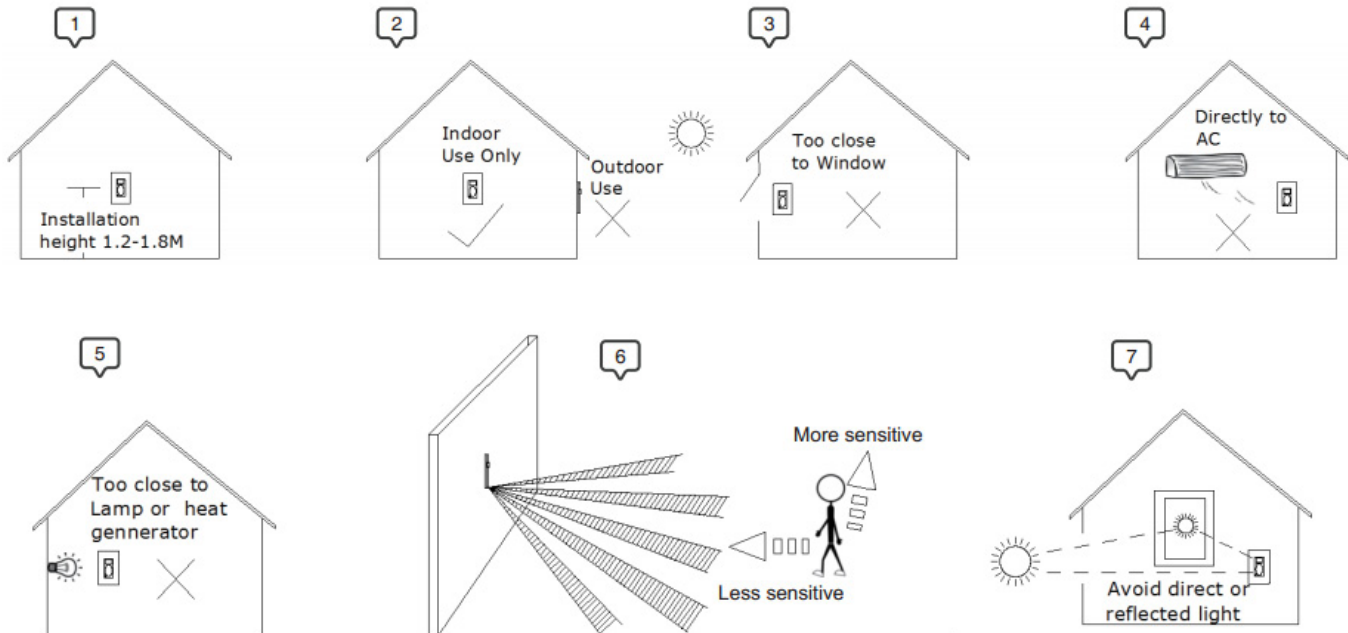 1
2
3
4
Installation
height 1.2-1.8M
Indoor
Use Only
Outdoor
Use
Too close
to Window
Directly to
AC
5
6
7
Too close to
Lamp or heat
gennerator
More sensitive
Less sensitive
Avoid direct or
reflected light